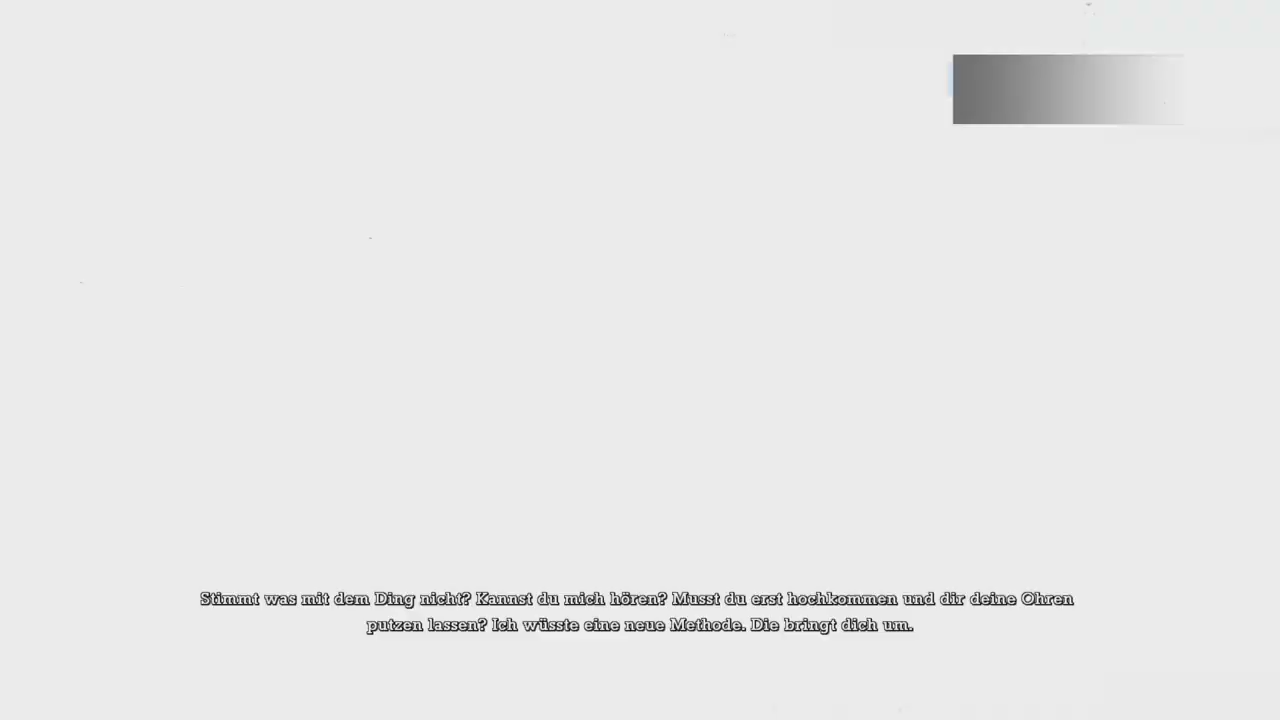 Stimmt was mit dem Ding nicht? Kannst du mich hören? Musst du erst hochkommen und dir deine Ohren
putzen lassen? Ich wüsste eine neue Methode. Die bringt dich um.